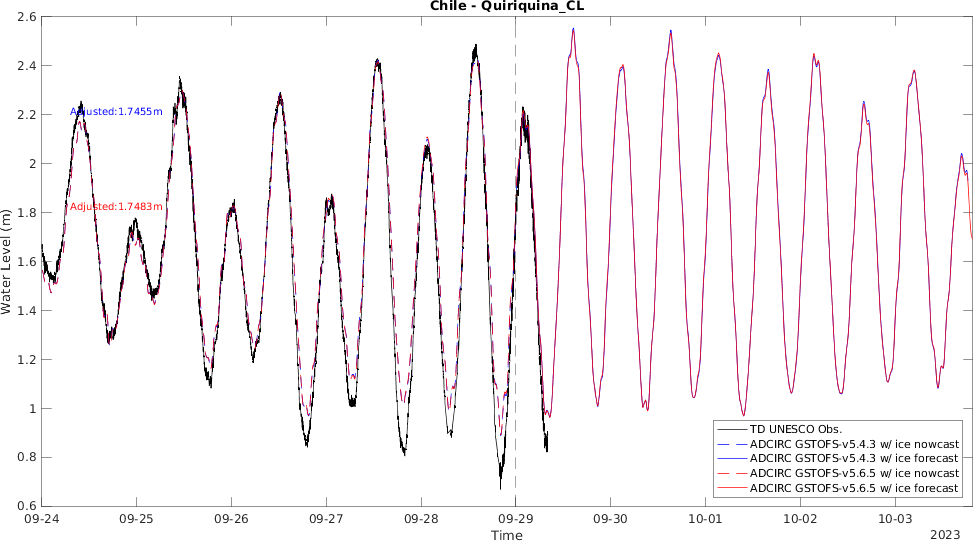 Chile - Quiriquina_CL
2.6
2.4
2.2
2
1.8
1.6
1.4
1.2
1
0.8
0.6
Water Level (m)
Adjusted:1.7455m
Adjusted:1.7483m
TD UNESCO Obs.
ADCIRC GSTOFS-v5.4.3 w/ ice nowcast
ADCIRC GSTOFS-v5.4.3 w/ ice forecast
ADCIRC GSTOFS-v5.6.5 w/ ice nowcast
ADCIRC GSTOFS-v5.6.5 w/ ice forecast
09-24 09-25 09-26 09-27 09-28 09-29 09-30 10-01 10-02 10-03
Time
2023